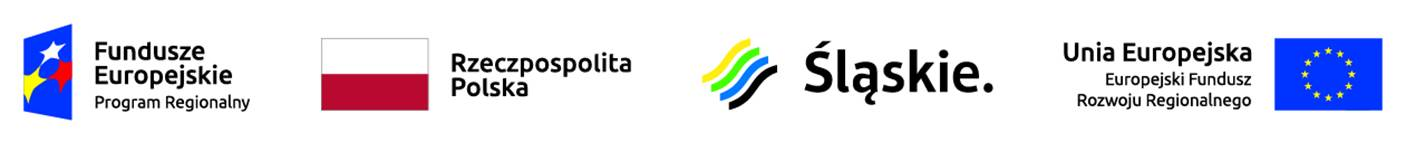 Fundusze
Europejskie
Program Regionalny
Rzeczpospolita
Polska
Śląskie.
Unia Europejska
Europejski Fundusz
Rozwoju Regionalnego